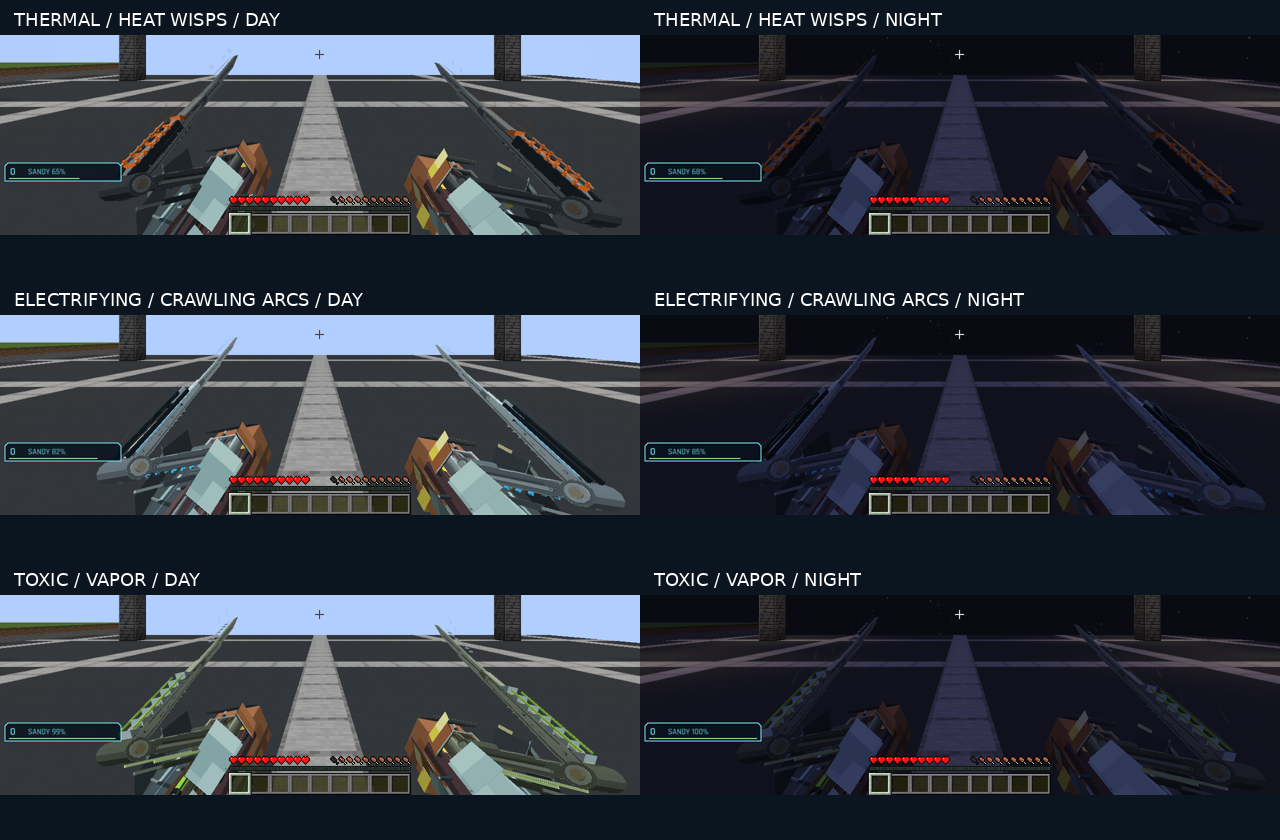 THERMAL / HEAT WISPS / DAY
THERMAL / HEAT WISPS / NIGHT
0 SANDY 65%
0 SANDY 68%
ELECTRIFYING / CRAWLING ARCS / DAY
ELECTRIFYING / CRAWLING ARCS / NIGHT
0 SANDY 82%
0 SANDY 85%
TOXIC / VAPOR / DAY
TOXIC / VAPOR / NIGHT
0 SANDY 99%
0 SANDY 100%